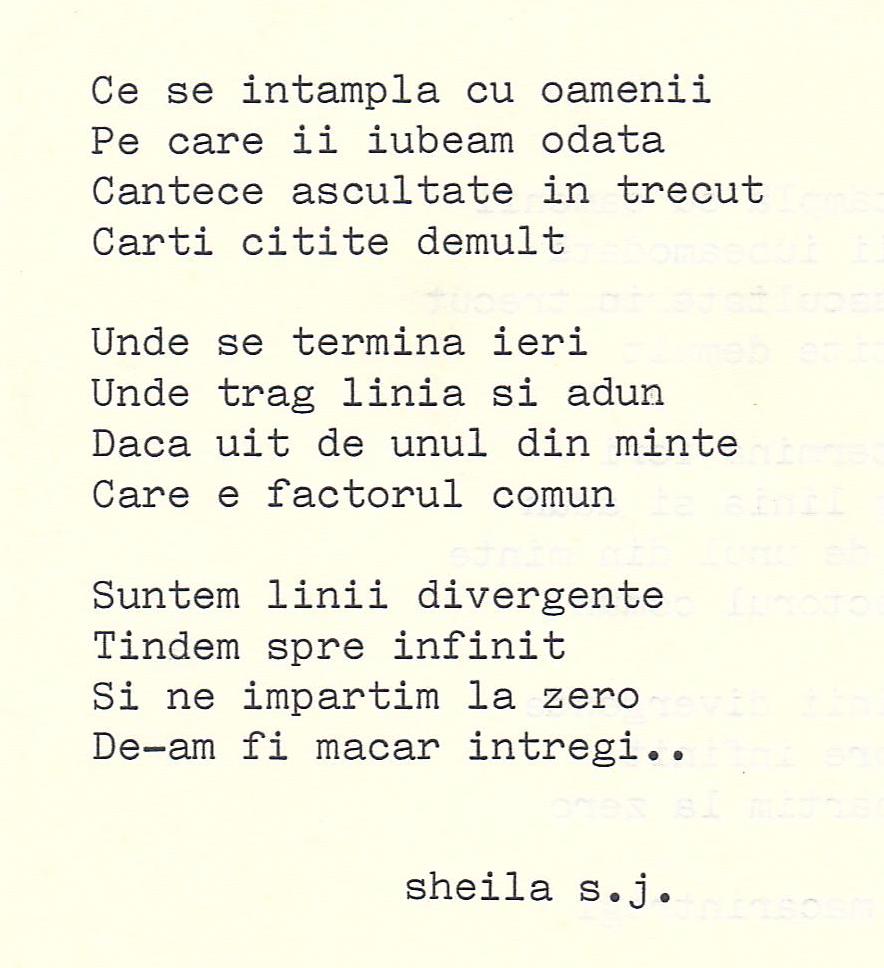 Ce se intampla cu oamenii
Pe care ii iubeam odata
Cantece ascultate in trecut
Carti citite demult
Unde se termina ieri
Unde trag linia si adun
Daca uit de unul din minte
Care e factorul comun
Suntem linii divergente
Tindem spre infinit
Si ne impartim la zero
De-am fi macar intregi..
sheila s.j.